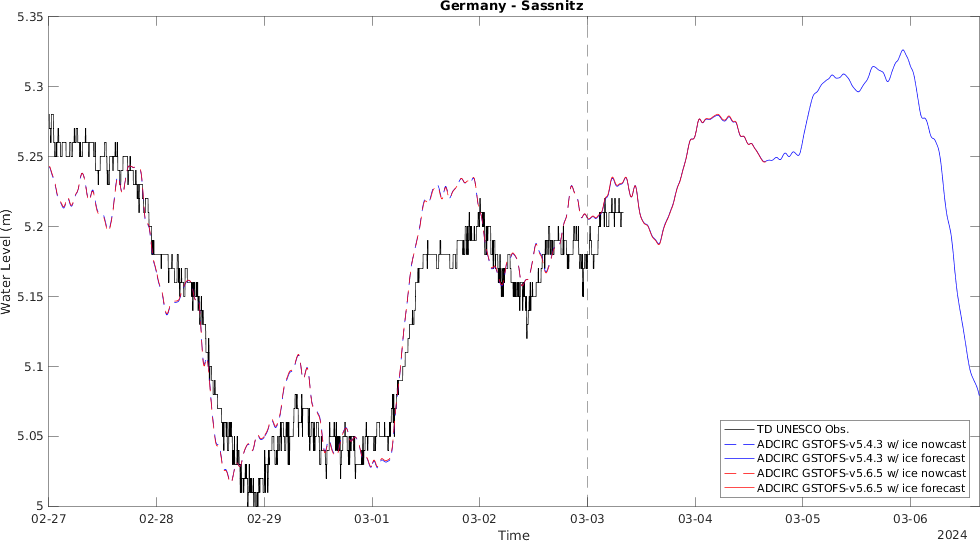 Germany - Sassnitz
5.35
5.3
5.25
5.2
5.15
5.1
5.05
5
Water Level (m)
02-27 02-28 02-29 03-01 03-02 03-03 03-04 03-05 03-06
Time
2024
TD UNESCO Obs.
ADCIRC GSTOFS-v5.4.3 w/ ice nowcast
ADCIRC GSTOFS-v5.4.3 w/ ice forecast
ADCIRC GSTOFS-v5.6.5 w/ ice nowcast
ADCIRC GSTOFS-v5.6.5 w/ ice forecast